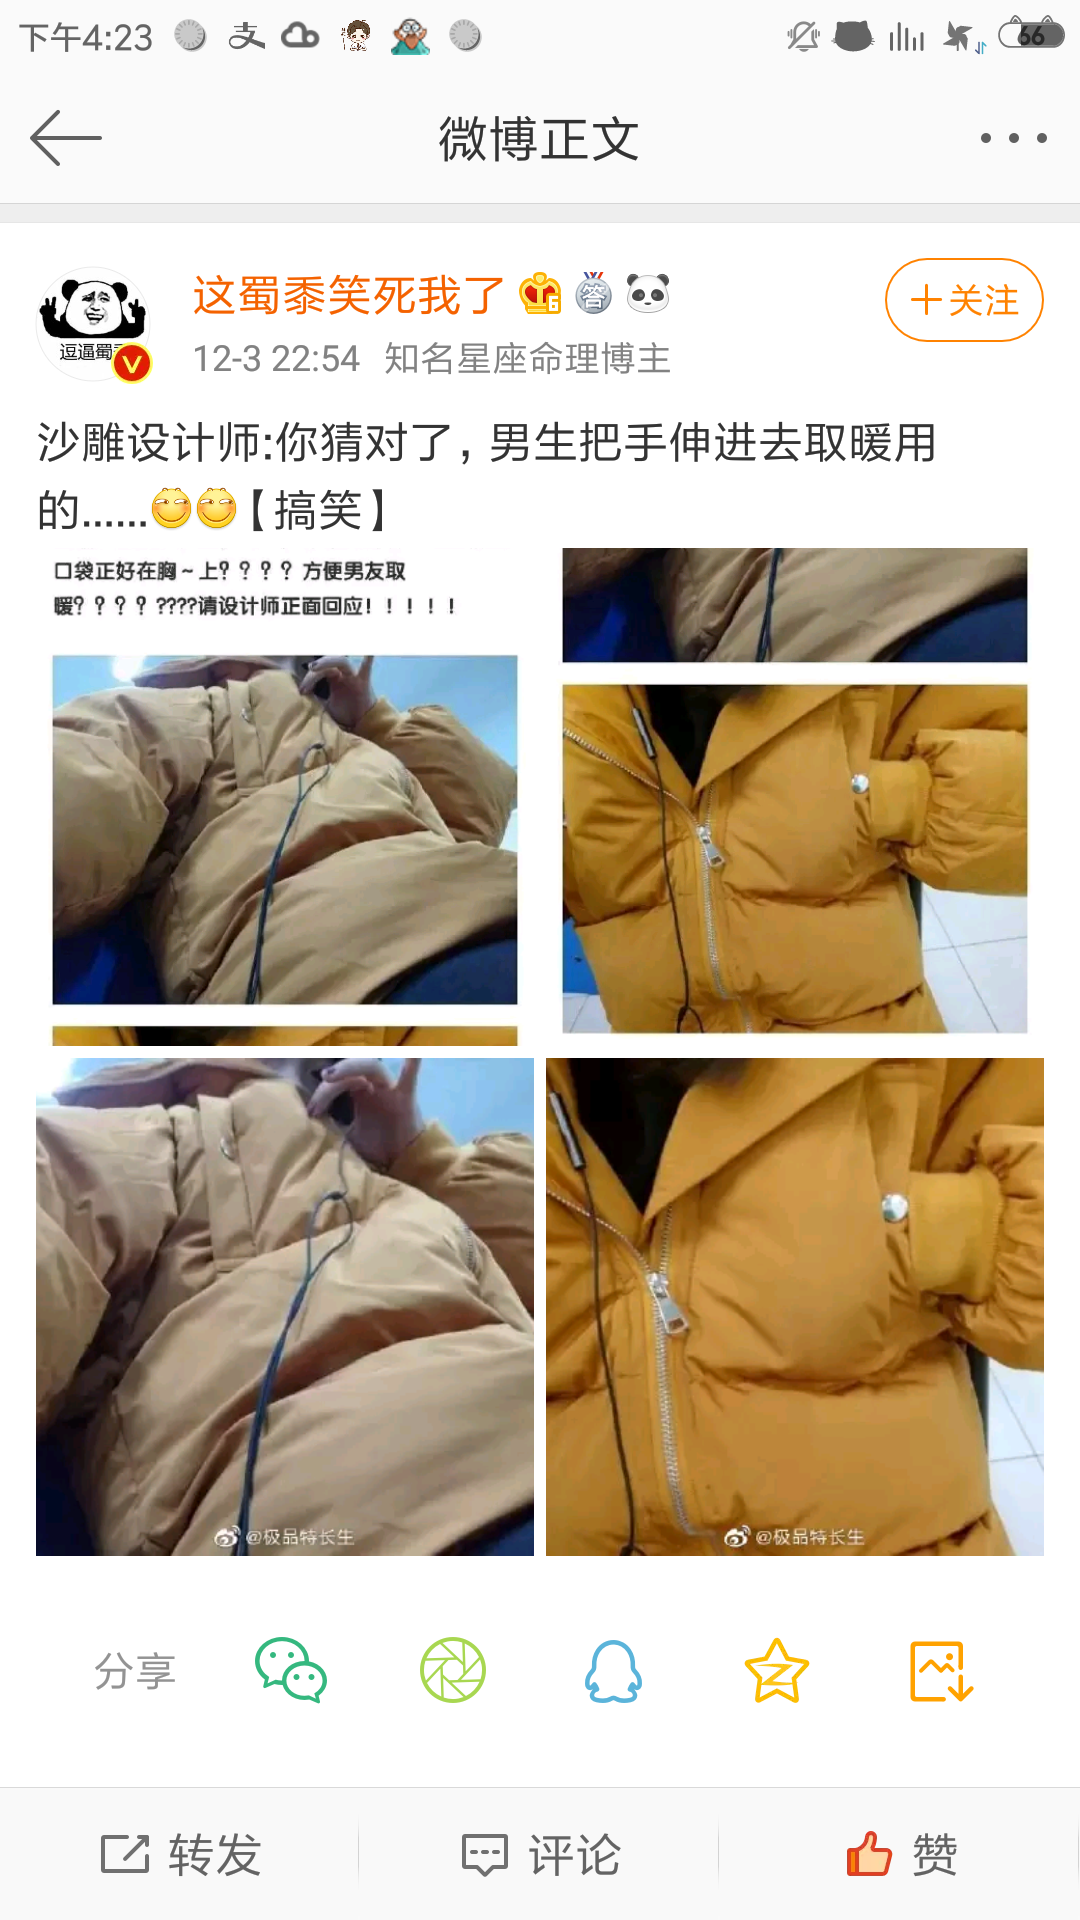 下午4:23
66
微博正文
这蜀黍笑死我了
6
答
逗逼蜀黍
12-3 22:54 知名星座命理博主
+关注
沙雕设计师:你猜对了，男生把手伸进去取暖用
的......【搞笑】
口袋正好在胸~上？？？？方便男友取
暖？？？？????请设计师正面回应！！！！！
@极品特长生
@极品特长生
分享
转发
评论
赞